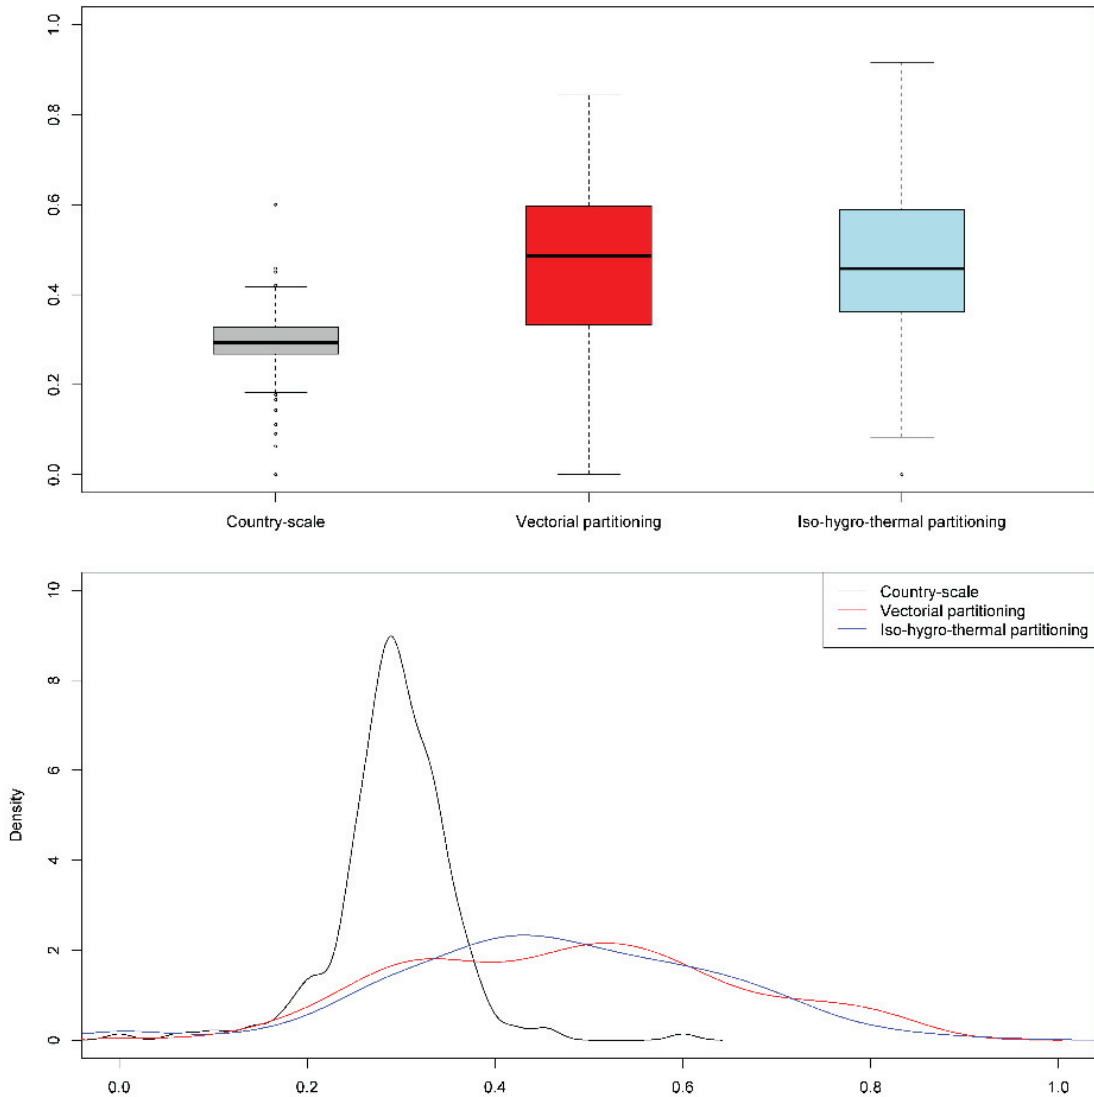 1.0
0.8
0.6
0.4
0.2
0.0
Country-scale Vectorial partitioning Iso-hygro-thermal partitioning
10
8
6
4
2
0
Density
Country-scale
Vectorial partitioning
Iso-hygro-thermal partitioning
0.0 0.2 0.4 0.6 0.8 1.0